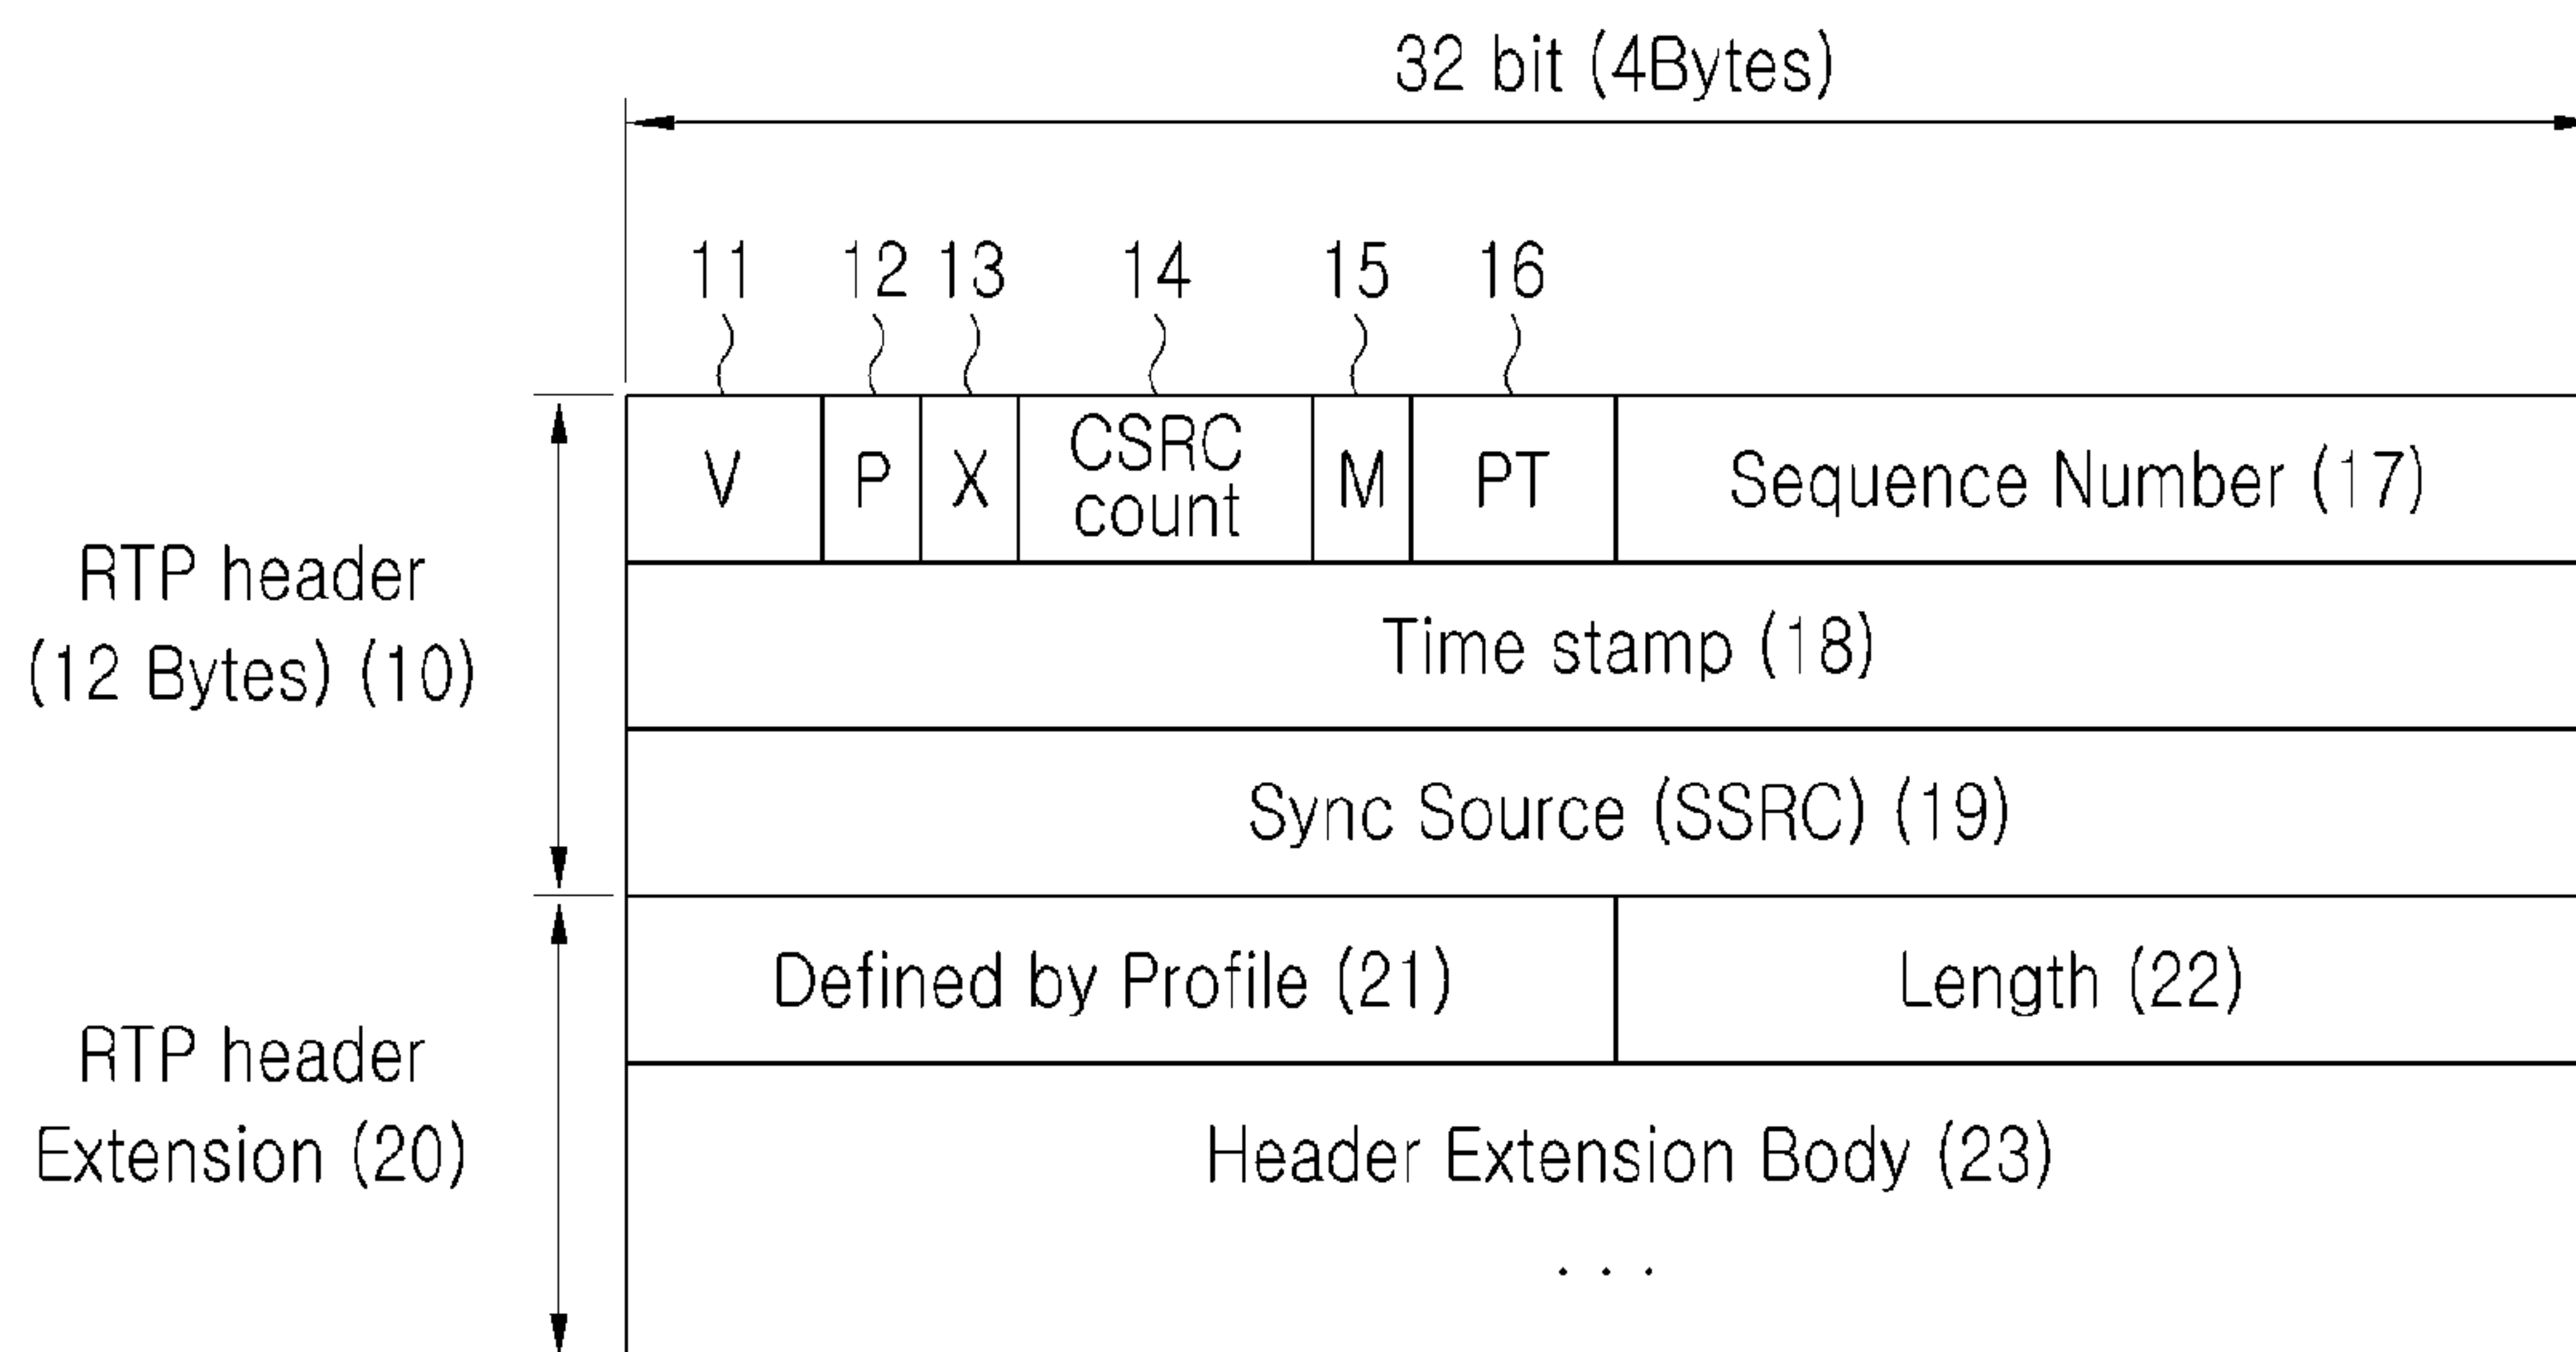 32 bit (4Bytes)
11 12 13 14 15 16
V P X CSRC count M PT Sequence Number (17)
RTP header
(12 Bytes) (10)
Time stamp (18)
Sync Source (SSRC) (19)
Defined by Profile (21) Length (22)
RTP header
Extension (20)
Header Extension Body (23)
. . .